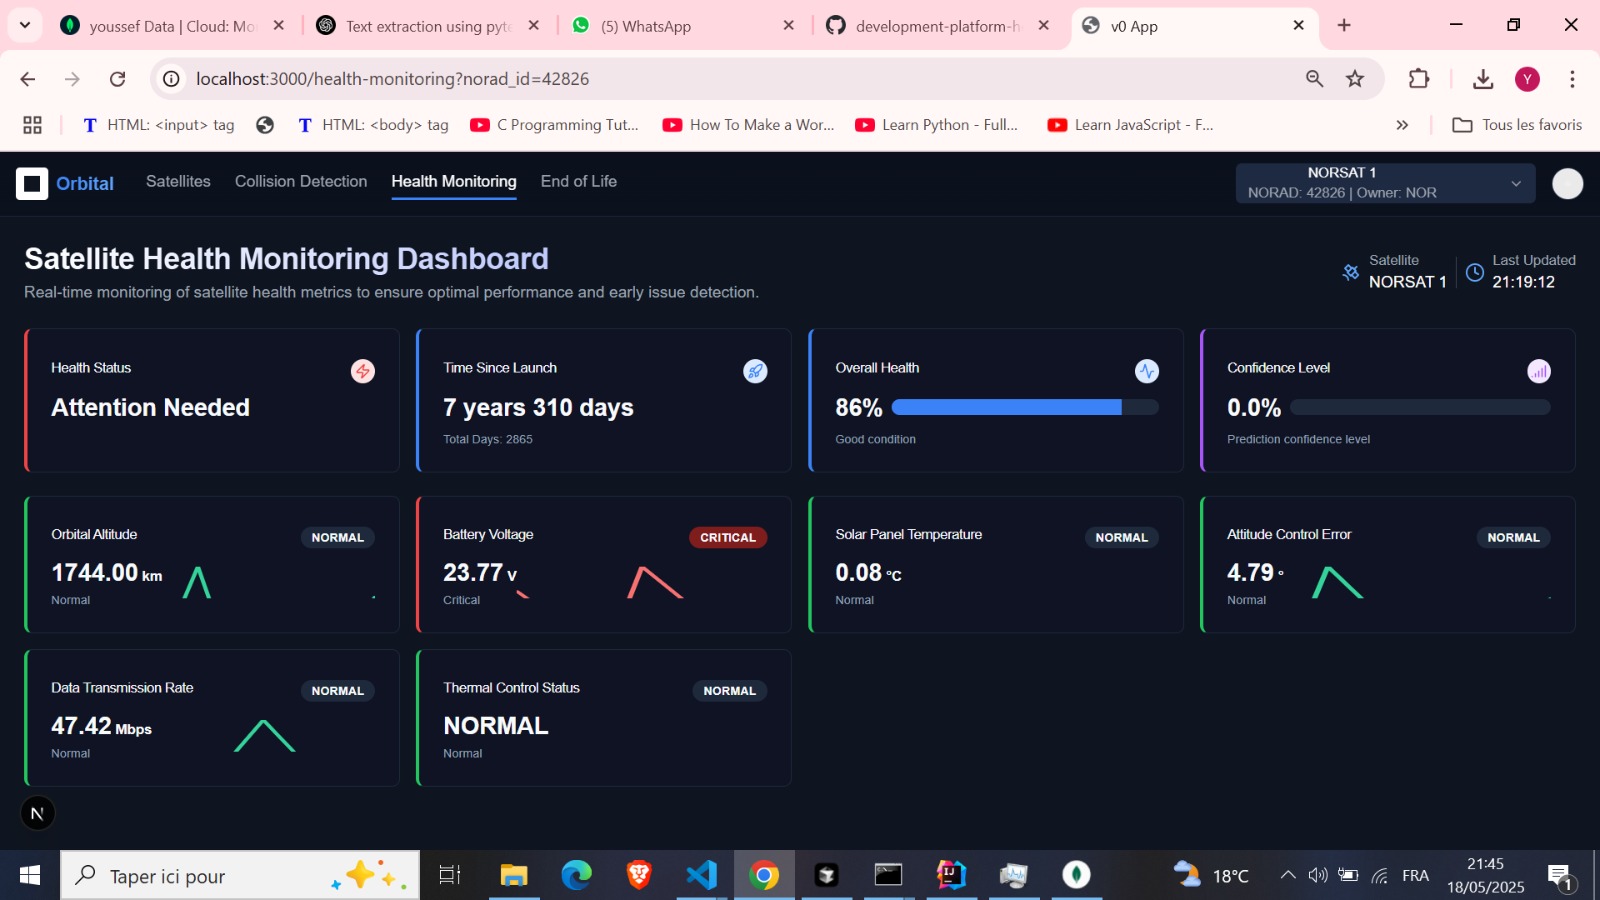 youssef Data | Cloud: Mo
Text extraction using pyte
(5) WhatsApp
development-platform-h
v0 App
localhost:3000/health-monitoring?norad_id=42826
Y
HTML: <input> tag
HTML: <body> tag
C Programming Tut...
How To Make a Wor...
Learn Python - Full...
Learn JavaScript - F...
Tous les favoris
Orbital
Satellites
Collision Detection
Health Monitoring
End of Life
NORSAT 1
NORAD: 42826 | Owner: NOR
Satellite Health Monitoring Dashboard
Real-time monitoring of satellite health metrics to ensure optimal performance and early issue detection.
Satellite
NORSAT 1
Last Updated
21:19:12
Health Status
Attention Needed
Time Since Launch
7 years 310 days
Total Days: 2865
Overall Health
86%
Good condition
Confidence Level
0.0%
Prediction confidence level
Orbital Altitude
NORMAL
1744.00 km
Normal
Battery Voltage
CRITICAL
23.77 V
Critical
Solar Panel Temperature
NORMAL
0.08 °C
Normal
Attitude Control Error
NORMAL
4.79 °
Normal
Data Transmission Rate
NORMAL
47.42 Mbps
Normal
Thermal Control Status
NORMAL
NORMAL
Normal
N
Taper ici pour
IJ
18°C
FRA
21:45
18/05/2025
1